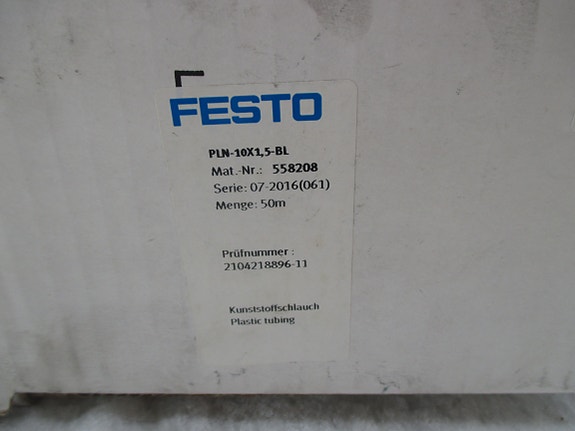 FESTO
PLN-10X1,5-BL
Mat.-Nr.: 558208
Serie: 07-2016(061)
Menge: 50m
Prüfnummer :
2104218896-11
Kunststoffschlauch
Plastic tubing